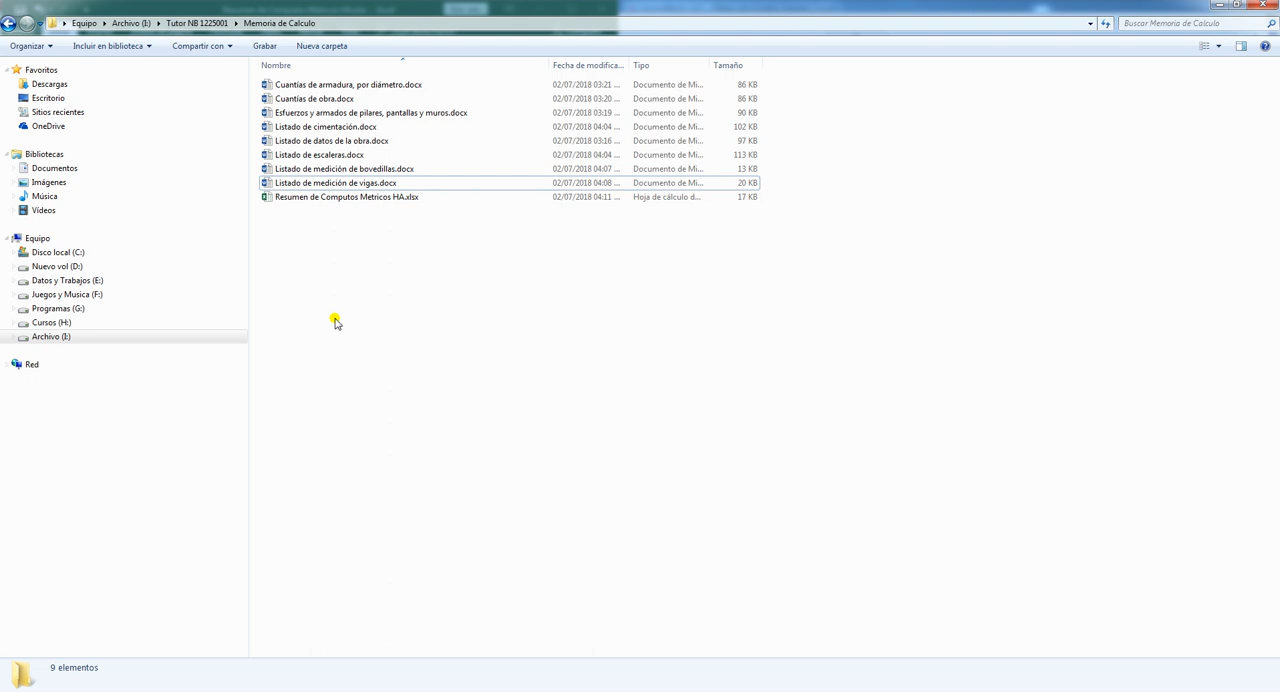 Equipo Archivo (I:) Tutor NB 1225001 Memoria de Calculo Buscar Memoria de Calculo
Organizar Incluir en biblioteca Compartir con Grabar Nueva carpeta
Nombre Fecha de modifica... Tipo Tamaño
Favoritos
Descargas
Escritorio
Sitios recientes
OneDrive
Bibliotecas
Documentos
Imágenes
Música
Vídeos
Equipo
Disco local (C:)
Nuevo vol (D:)
Datos y Trabajos (E:)
Juegos y Musica (F:)
Programas (G:)
Cursos (H:)
Archivo (I:)
Red
Cuantías de armadura, por diámetro.docx 02/07/2018 03:21 ... Documento de Mi... 86 KB
Cuantías de obra.docx 02/07/2018 03:20 ... Documento de Mi... 86 KB
Esfuerzos y armados de pilares, pantallas y muros.docx 02/07/2018 03:19 ... Documento de Mi... 90 KB
Listado de cimentación.docx 02/07/2018 04:04 ... Documento de Mi... 102 KB
Listado de datos de la obra.docx 02/07/2018 03:16 ... Documento de Mi... 97 KB
Listado de escaleras.docx 02/07/2018 04:04 ... Documento de Mi... 113 KB
Listado de medición de bovedillas.docx 02/07/2018 04:07 ... Documento de Mi... 13 KB
Listado de medición de vigas.docx 02/07/2018 04:08 ... Documento de Mi... 20 KB
Resumen de Computos Metricos HA.xlsx 02/07/2018 04:11 ... Hoja de cálculo d... 17 KB
9 elementos